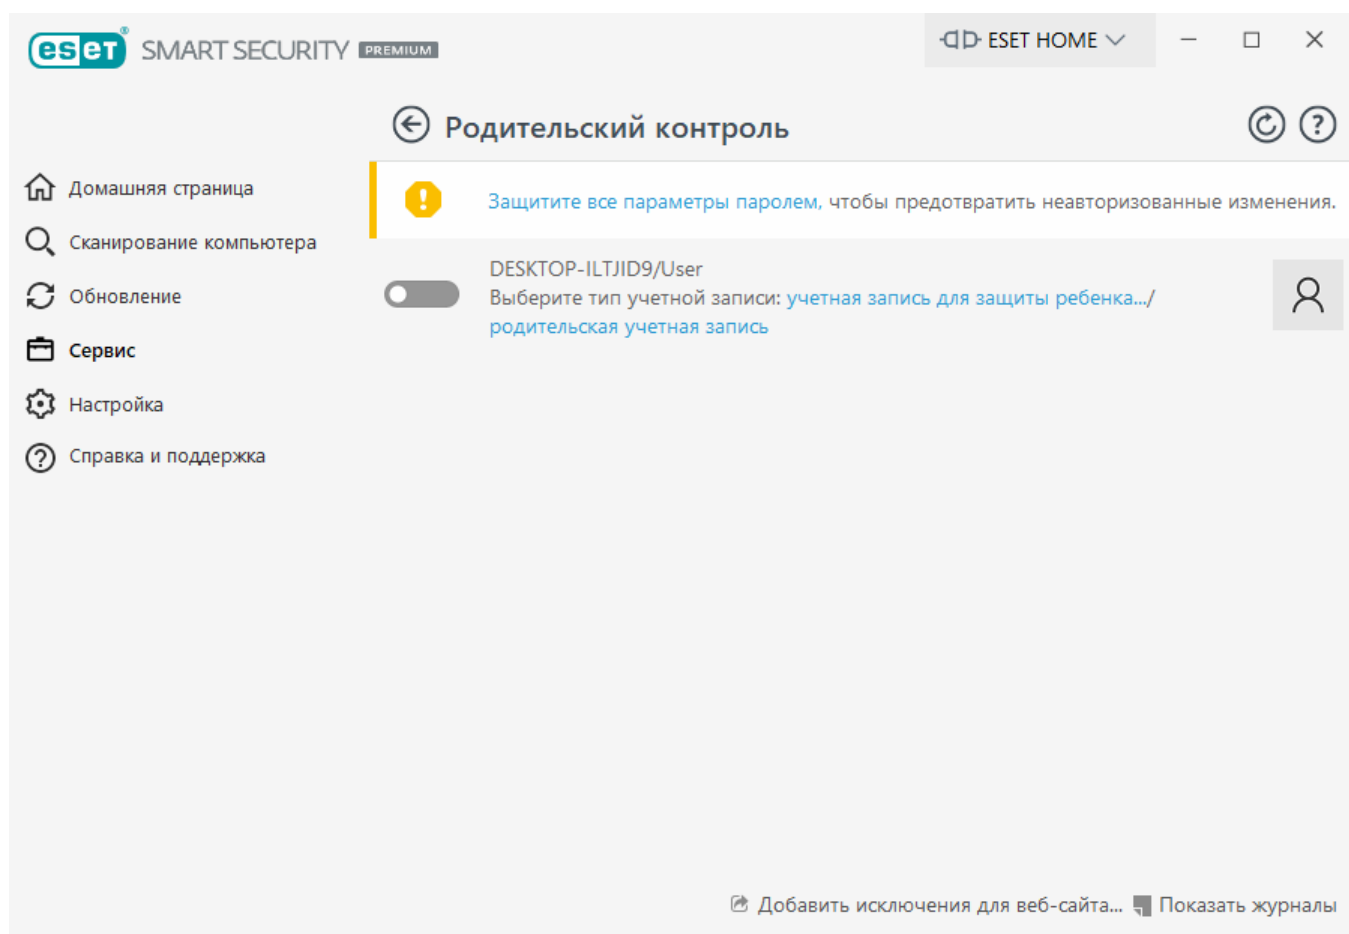 eset® SMART SECURITY PREMIUM
ESET HOME
Родительский контроль
Домашняя страница
Сканирование компьютера
Обновление
Сервис
Настройка
Справка и поддержка
Защитите все параметры паролем, чтобы предотвратить неавторизованные изменения.
DESKTOP-ILTJID9/User
Выберите тип учетной записи: учетная запись для защиты ребенка.../
родительская учетная запись
Добавить исключения для веб-сайта... Показать журналы